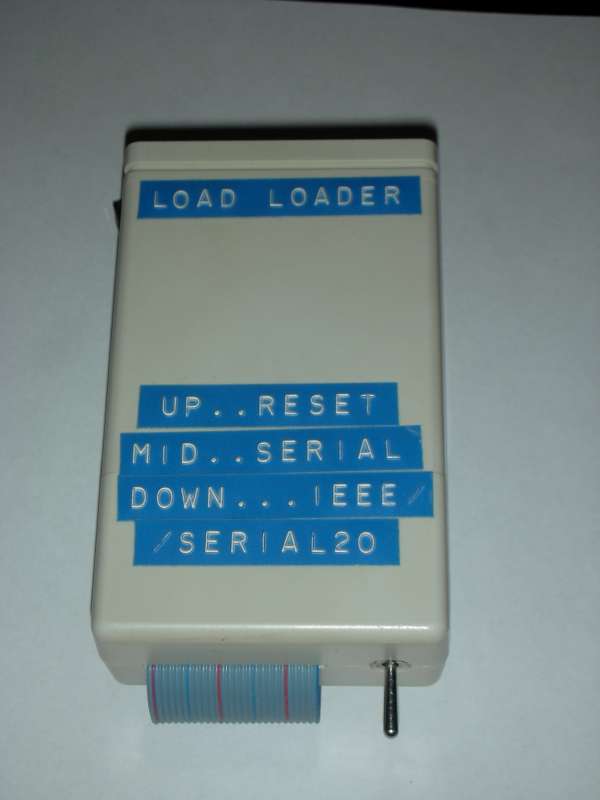 LOAD LOADER
UP..RESET
MID..SERIAL
DOWN...IEEE/
/SERIAL20